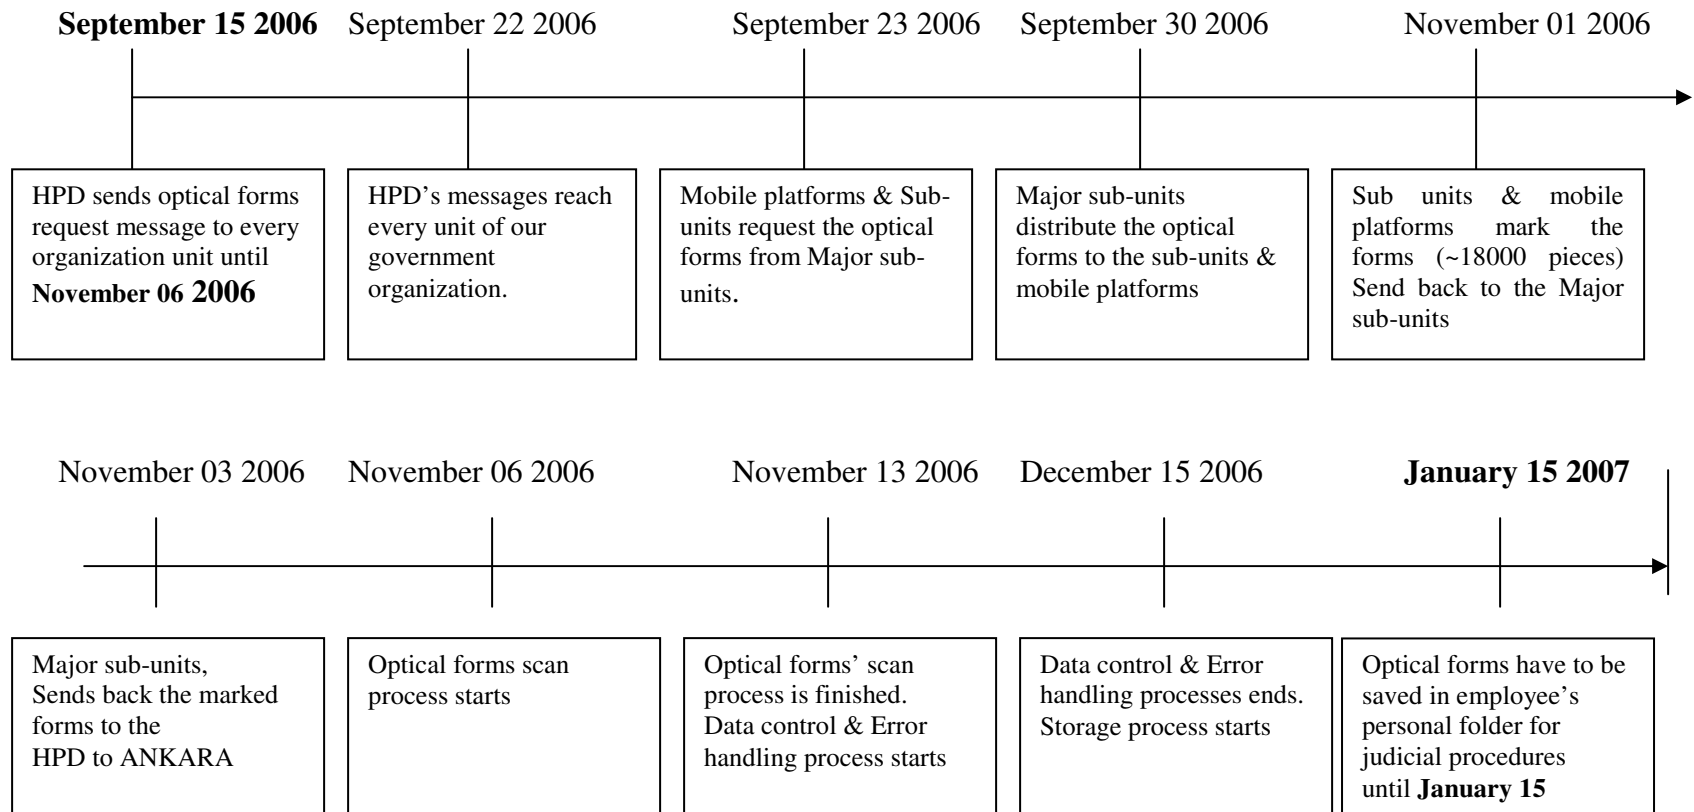 September 15 2006 September 22 2006 September 23 2006 September 30 2006 November 01 2006
HPD sends optical forms
request message to every
organization unit until
November 06 2006
HPD’s messages reach
every unit of our
government
organization.
Mobile platforms & Sub-
units request the optical
forms from Major sub-
units.
Major sub-units
distribute the optical
forms to the sub-units &
mobile platforms
Sub units & mobile
platforms mark the
forms (~18000 pieces)
Send back to the Major
sub-units
November 03 2006 November 06 2006 November 13 2006 December 15 2006 January 15 2007
Major sub-units,
Sends back the marked
forms to the
HPD to ANKARA
Optical forms scan
process starts
Optical forms’ scan
process is finished.
Data control & Error
handling process starts
Data control & Error
handling processes ends.
Storage process starts
Optical forms have to be
saved in employee’s
personal folder for
judicial procedures
until January 15